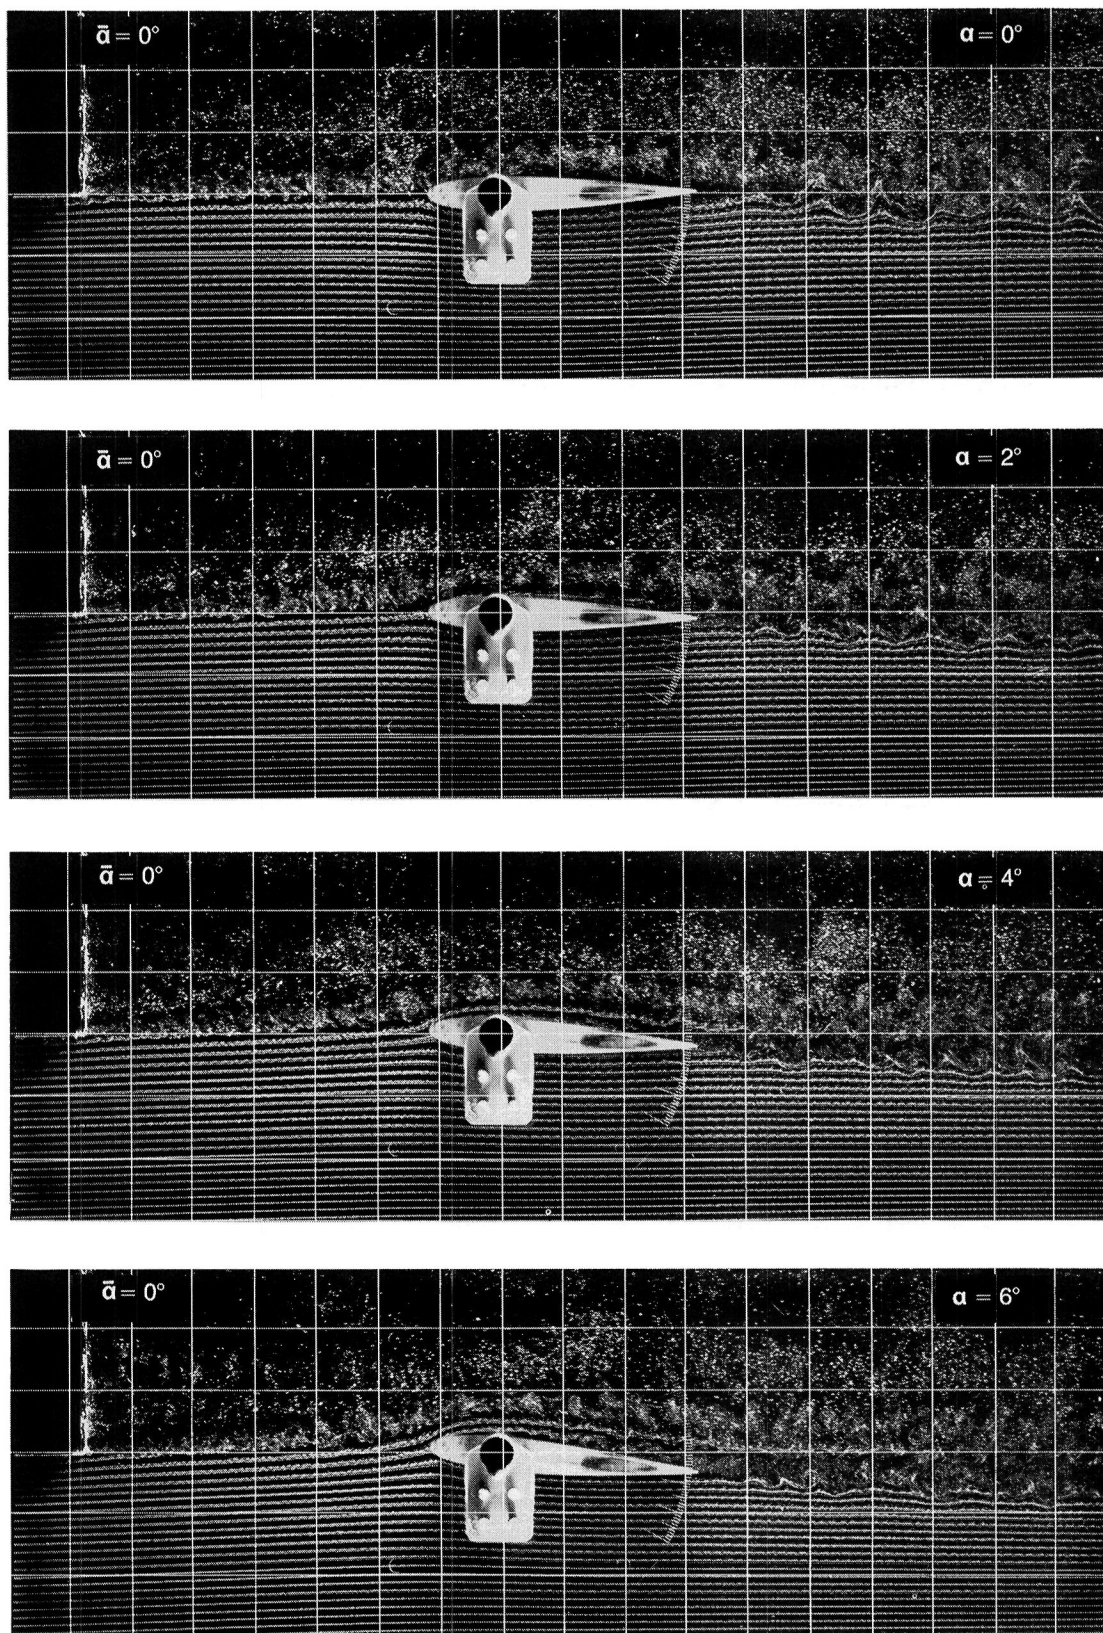 ᾱ = 0° α = 0°
ᾱ = 0° α = 2°
ᾱ = 0° α = 4°
ᾱ = 0° α = 6°